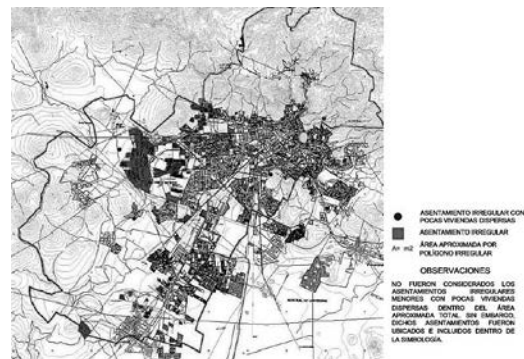 ASENTAMIENTO IRREGULAR CON
POCAS VIVIENDAS DISPERSAS
ASENTAMIENTO IRREGULAR
A= m2 ÁREA APROXIMADA POR
POLÍGONO IRREGULAR
OBSERVACIONES
NO FUERON CONSIDERADOS LOS
ASENTAMIENTOS IRREGULARES
MENORES CON POCAS VIVIENDAS
DISPERSAS DENTRO DEL ÁREA
APROXIMADA TOTAL. SIN EMBARGO,
DICHOS ASENTAMIENTOS FUERON
UBICADOS E INCLUIDOS DENTRO DE
LA SIMBOLOGÍA.